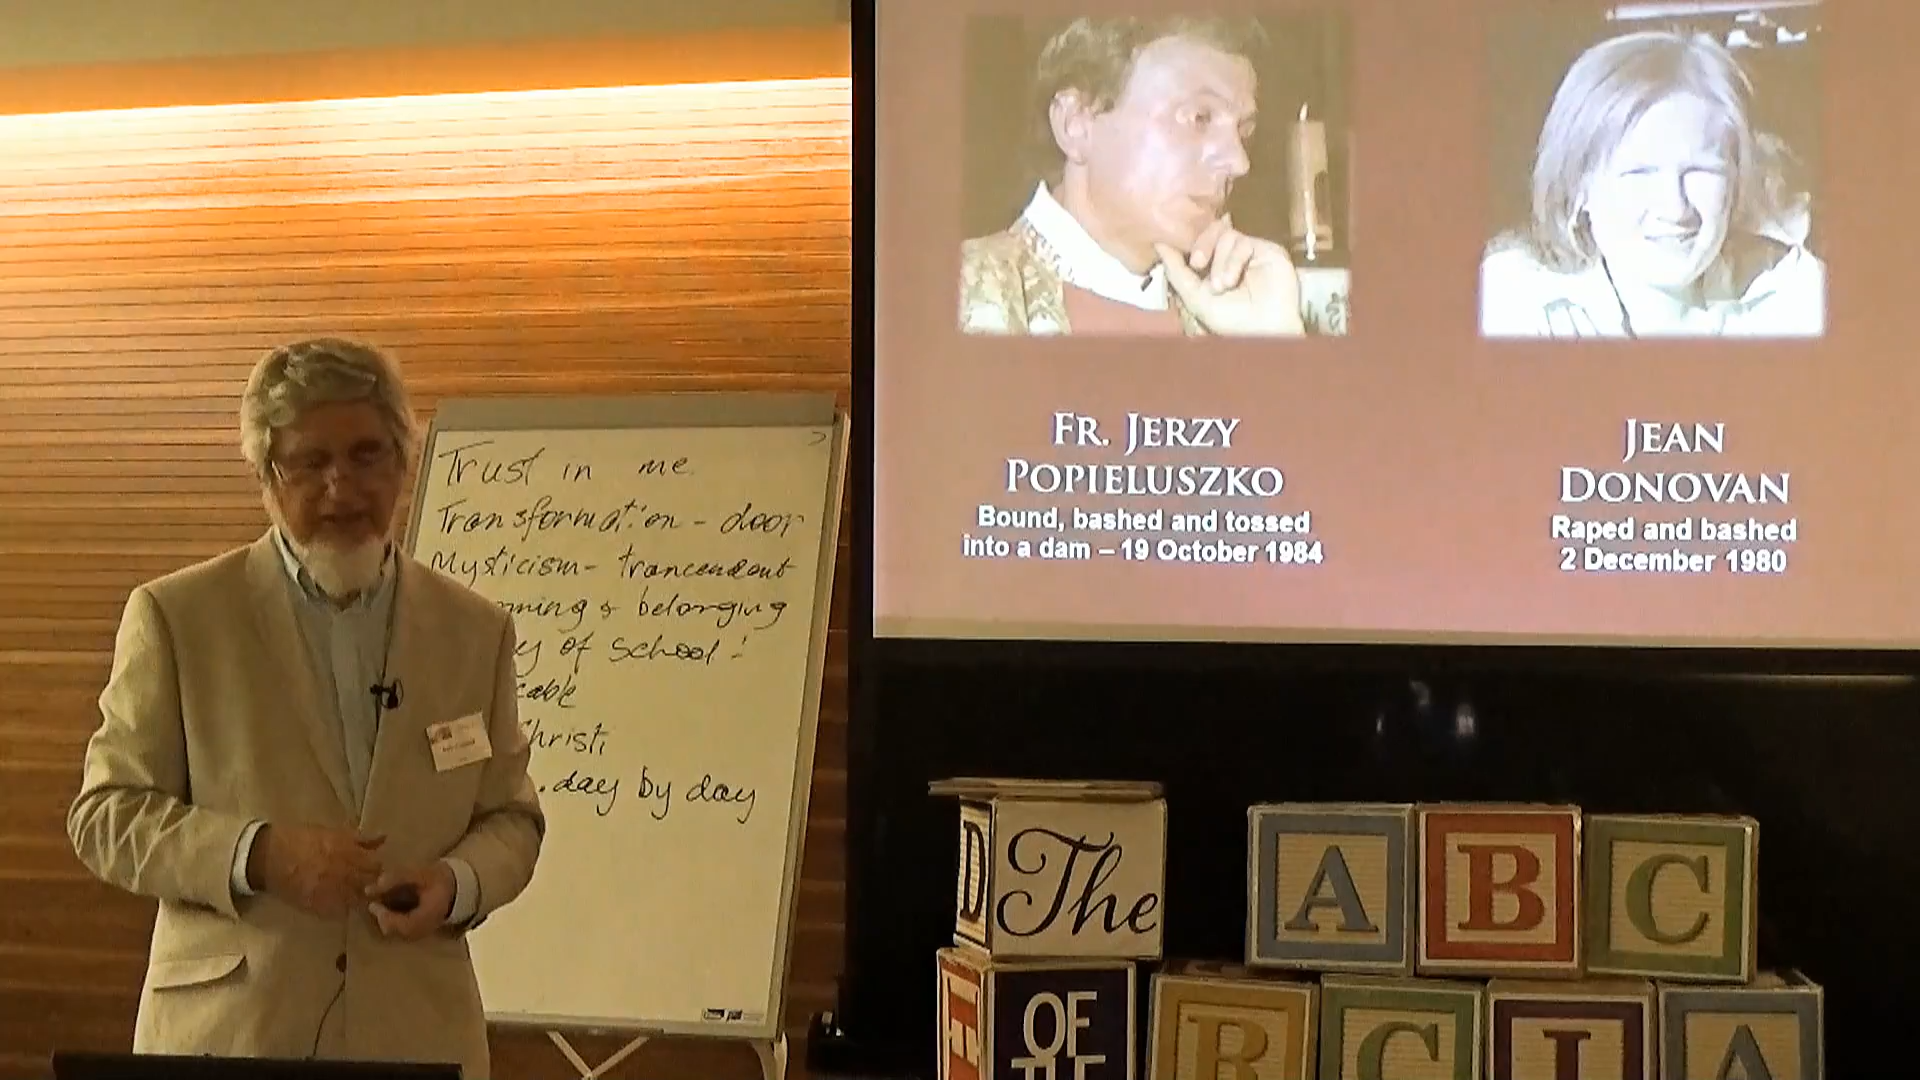 Trust in me
Transformation - door
Mysticism - trancendent
& belonging
of school!
Christi
day by day
FR. JERZY
POPIELUSZKO
Bound, bashed and tossed
into a dam – 19 October 1984
JEAN
DONOVAN
Raped and bashed
2 December 1980
D The
A B C
OF
THE
B C I A